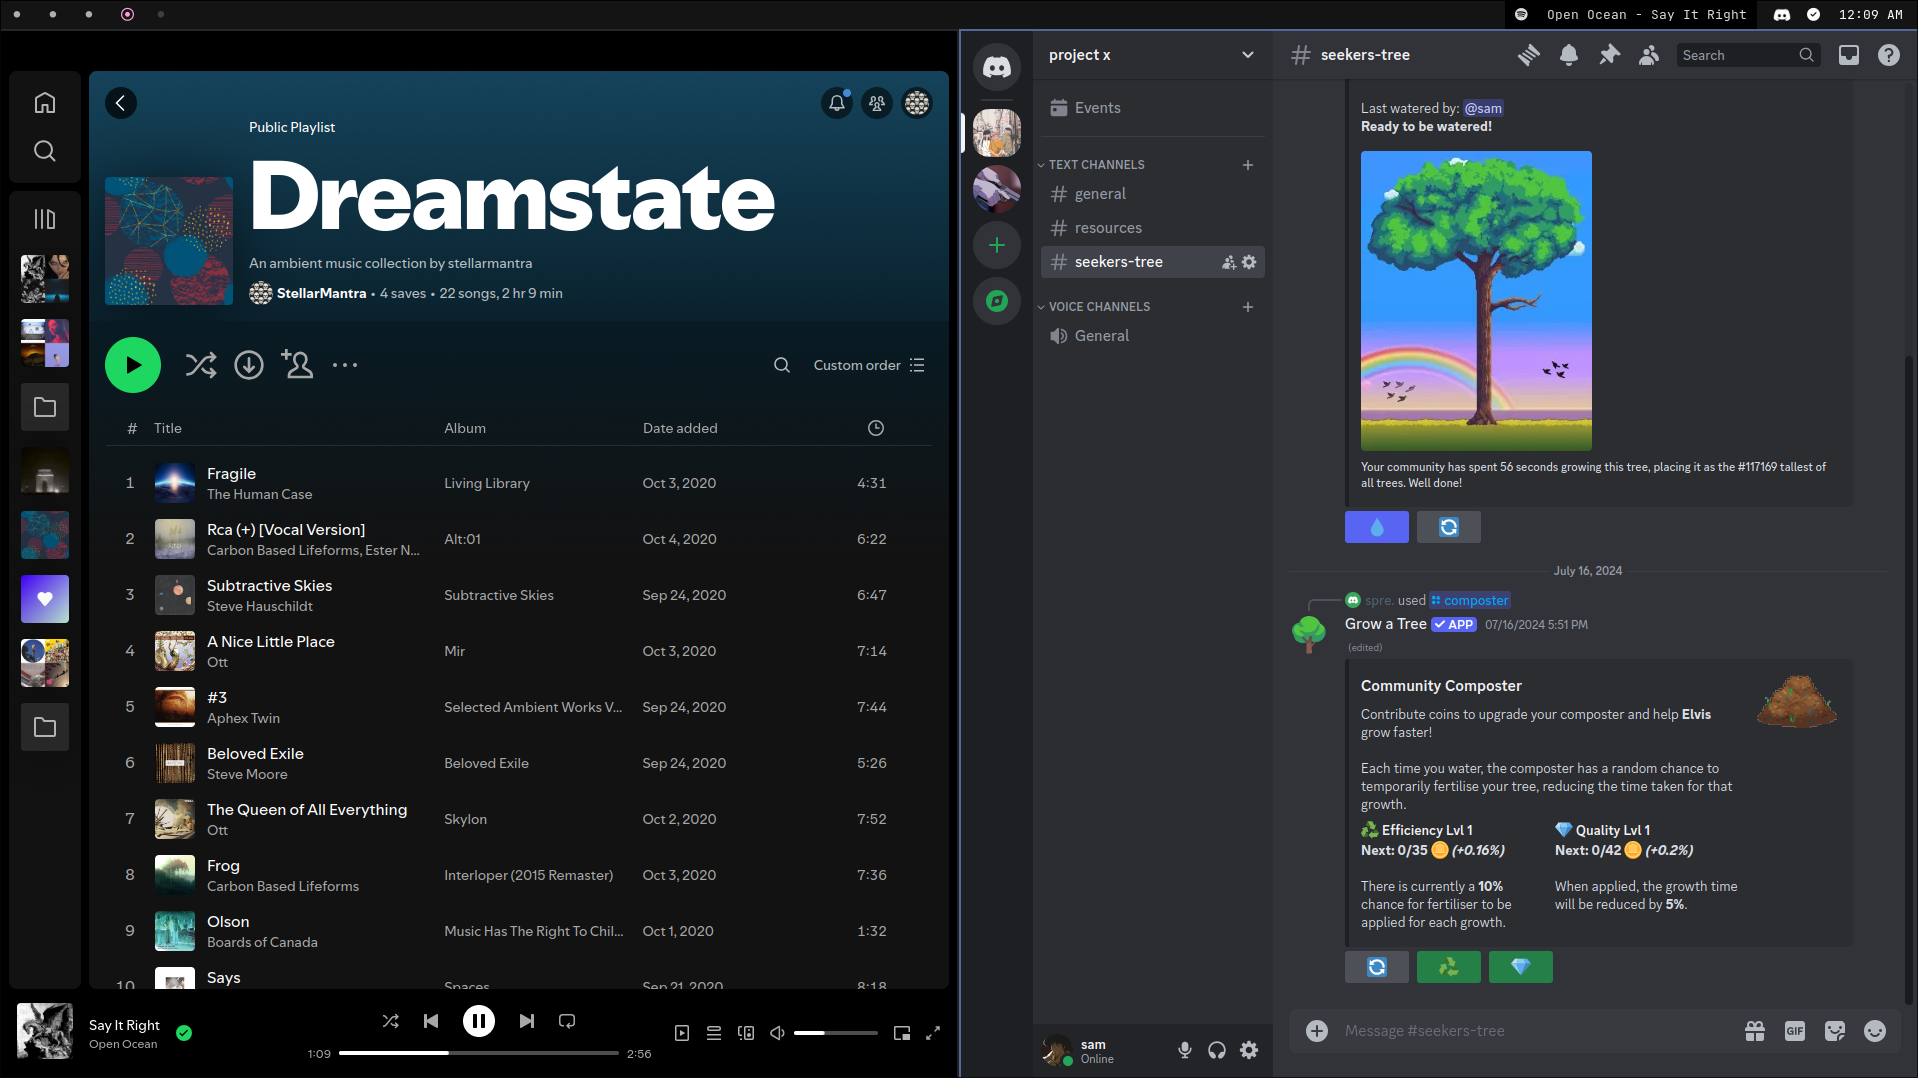 Open Ocean - Say It Right
12:09 AM
Public Playlist
Dreamstate
An ambient music collection by stellarmantra
StellarMantra • 4 saves • 22 songs, 2 hr 9 min
Custom order
# Title Album Date added
1 Fragile Living Library Oct 3, 2020 4:31
The Human Case
2 Rca (+) [Vocal Version] Alt:01 Oct 4, 2020 6:22
Carbon Based Lifeforms, Ester N...
3 Subtractive Skies Subtractive Skies Sep 24, 2020 6:47
Steve Hauschildt
4 A Nice Little Place Mir Oct 3, 2020 7:14
Ott
5 #3 Selected Ambient Works V... Sep 24, 2020 7:44
Aphex Twin
6 Beloved Exile Beloved Exile Sep 24, 2020 5:26
Steve Moore
7 The Queen of All Everything Skylon Oct 2, 2020 7:52
Ott
8 Frog Interloper (2015 Remaster) Oct 3, 2020 7:36
Carbon Based Lifeforms
9 Olson Music Has The Right To Chil... Oct 1, 2020 1:32
Boards of Canada
10 Says Spaces Sep 21, 2020 8:18
Say It Right
Open Ocean
1:09
2:56
project x
Events
TEXT CHANNELS
general
resources
seekers-tree
VOICE CHANNELS
General
sam
Online
# seekers-tree
Search
Last watered by: @sam
Ready to be watered!
Your community has spent 56 seconds growing this tree, placing it as the #117169 tallest of
all trees. Well done!
July 16, 2024
spre. used composter
Grow a Tree APP 07/16/2024 5:51 PM
(edited)
Community Composter
Contribute coins to upgrade your composter and help Elvis
grow faster!
Each time you water, the composter has a random chance to
temporarily fertilise your tree, reducing the time taken for that
growth.
Efficiency Lvl 1
Next: 0/35 (+0.16%)
There is currently a 10%
chance for fertiliser to be
applied for each growth.
Quality Lvl 1
Next: 0/42 (+0.2%)
When applied, the growth time
will be reduced by 5%.
Message #seekers-tree
GIF